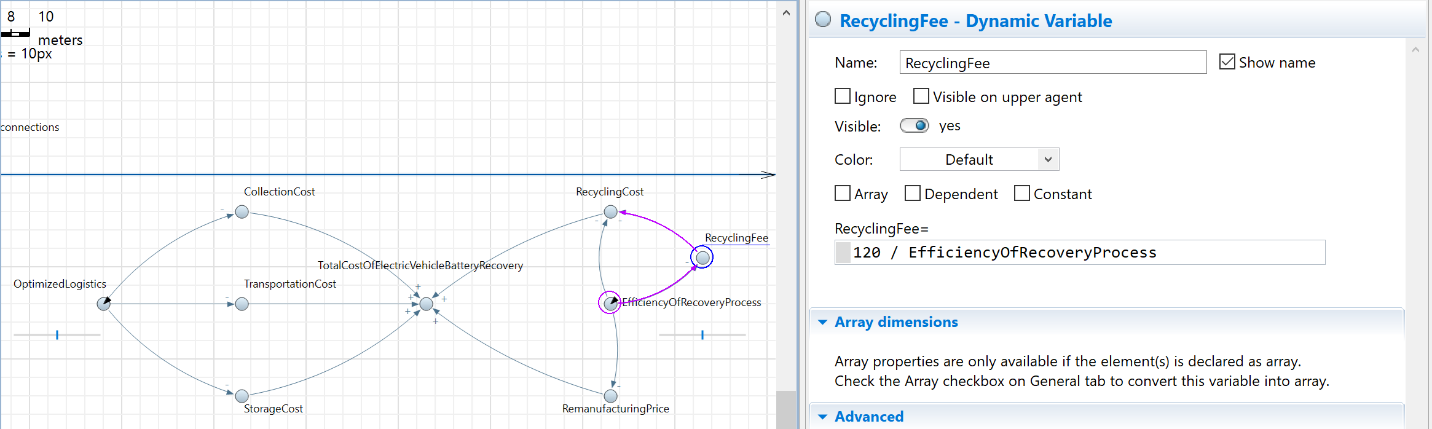 8 10
meters
= 10px
connections
CollectionCost
RecyclingCost
RecyclingFee
TotalCostOfElectricVehicleBatteryRecovery
OptimizedLogistics
TransportationCost
EfficiencyOfRecoveryProcess
StorageCost
RemanufacturingPrice
RecyclingFee - Dynamic Variable
Name: RecyclingFee Show name
Ignore Visible on upper agent
Visible: yes
Color: Default
Array Dependent Constant
RecyclingFee=
120 / EfficiencyOfRecoveryProcess
Array dimensions
Array properties are only available if the element(s) is declared as array.
Check the Array checkbox on General tab to convert this variable into array.
Advanced